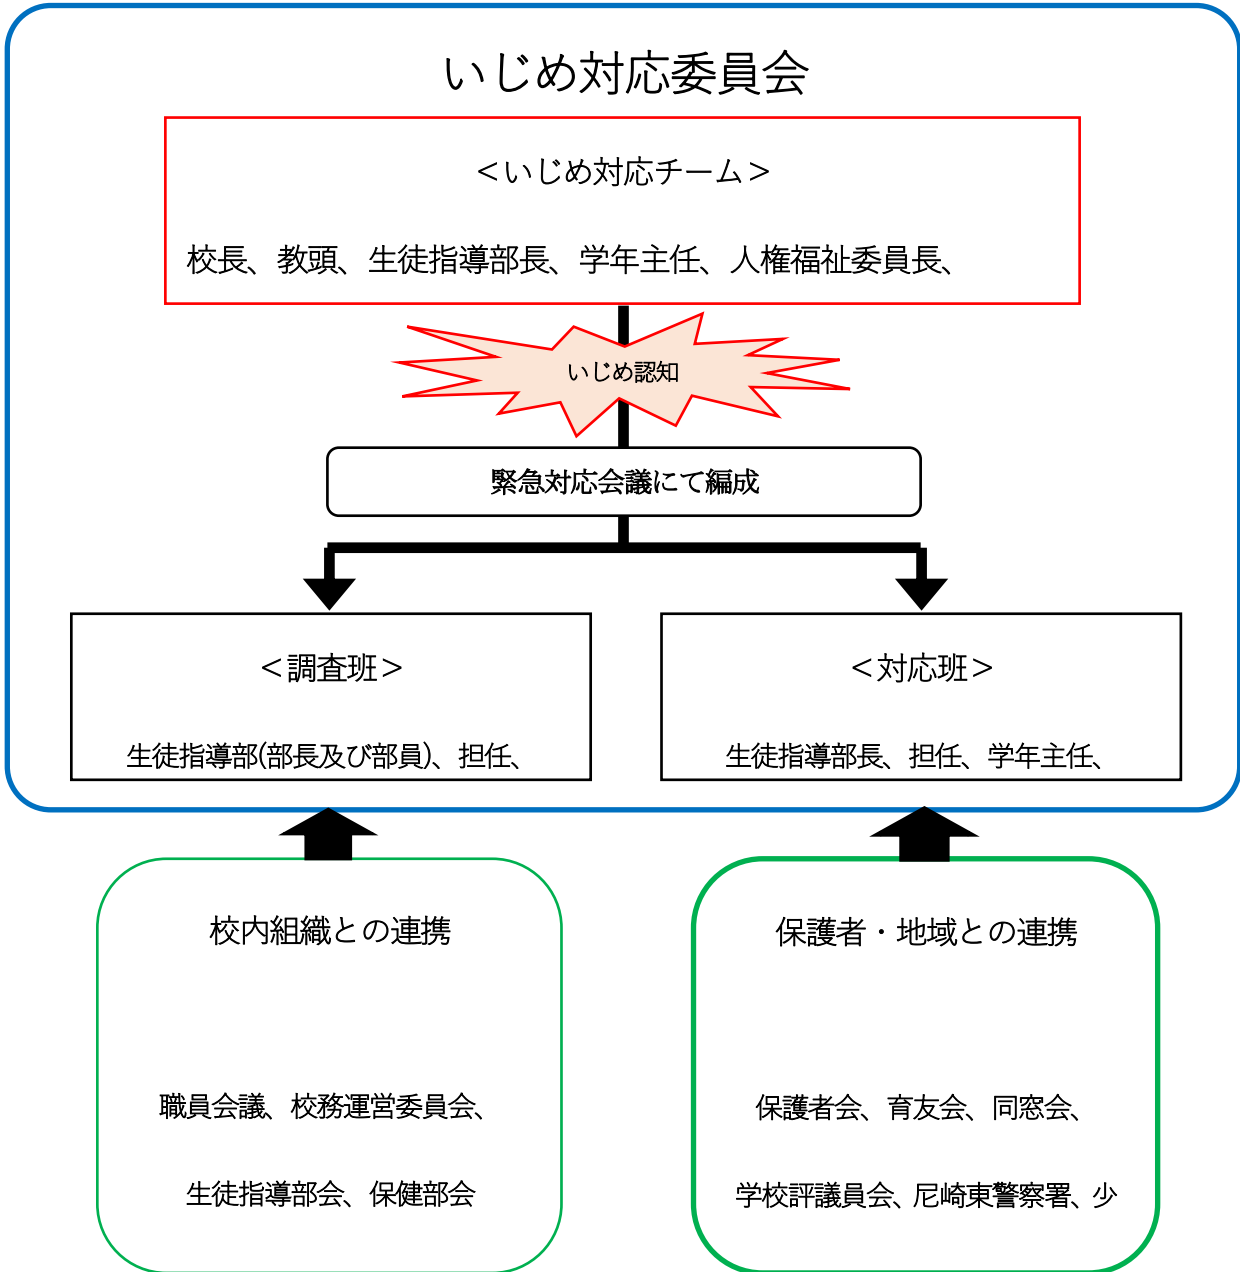 いじめ対応委員会
＜いじめ対応チーム＞
校長、教頭、生徒指導部長、学年主任、人権福祉委員長、
いじめ認知
緊急対応会議にて編成
＜調査班＞
生徒指導部(部長及び部員)、担任、
＜対応班＞
生徒指導部長、担任、学年主任、
校内組織との連携
職員会議、校務運営委員会、
生徒指導部会、保健部会
保護者・地域との連携
保護者会、育友会、同窓会、
学校評議員会、尼崎東警察署、少